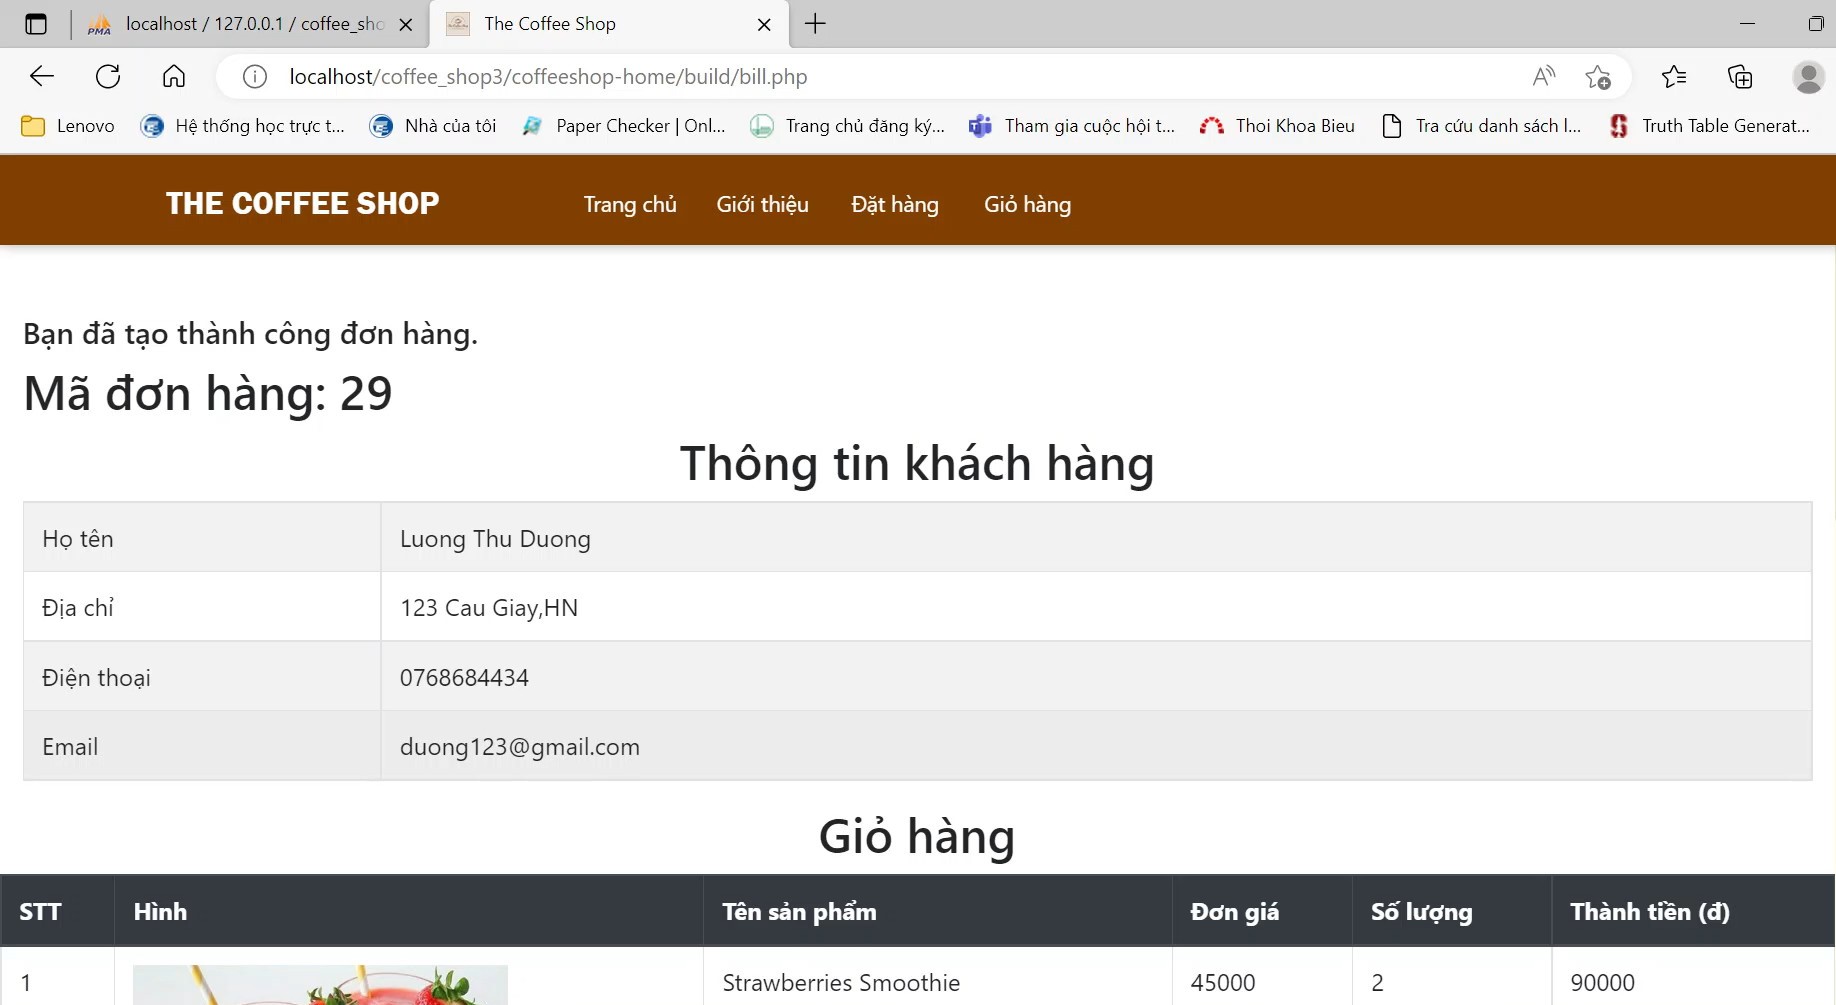 localhost / 127.0.0.1 / coffee_sho
The Coffee Shop
localhost/coffee_shop3/coffeeshop-home/build/bill.php
Lenovo
Hệ thống học trực t...
Nhà của tôi
Paper Checker | Onl...
Trang chủ đăng ký...
Tham gia cuộc hội t...
Thoi Khoa Bieu
Tra cứu danh sách l...
Truth Table Generat...
THE COFFEE SHOP
Trang chủ
Giới thiệu
Đặt hàng
Giỏ hàng
Bạn đã tạo thành công đơn hàng.
Mã đơn hàng: 29
Thông tin khách hàng
Họ tên Luong Thu Duong
Địa chỉ 123 Cau Giay,HN
Điện thoại 0768684434
Email duong123@gmail.com
Giỏ hàng
STT Hình Tên sản phẩm Đơn giá Số lượng Thành tiền (đ)
1 Strawberries Smoothie 45000 2 90000